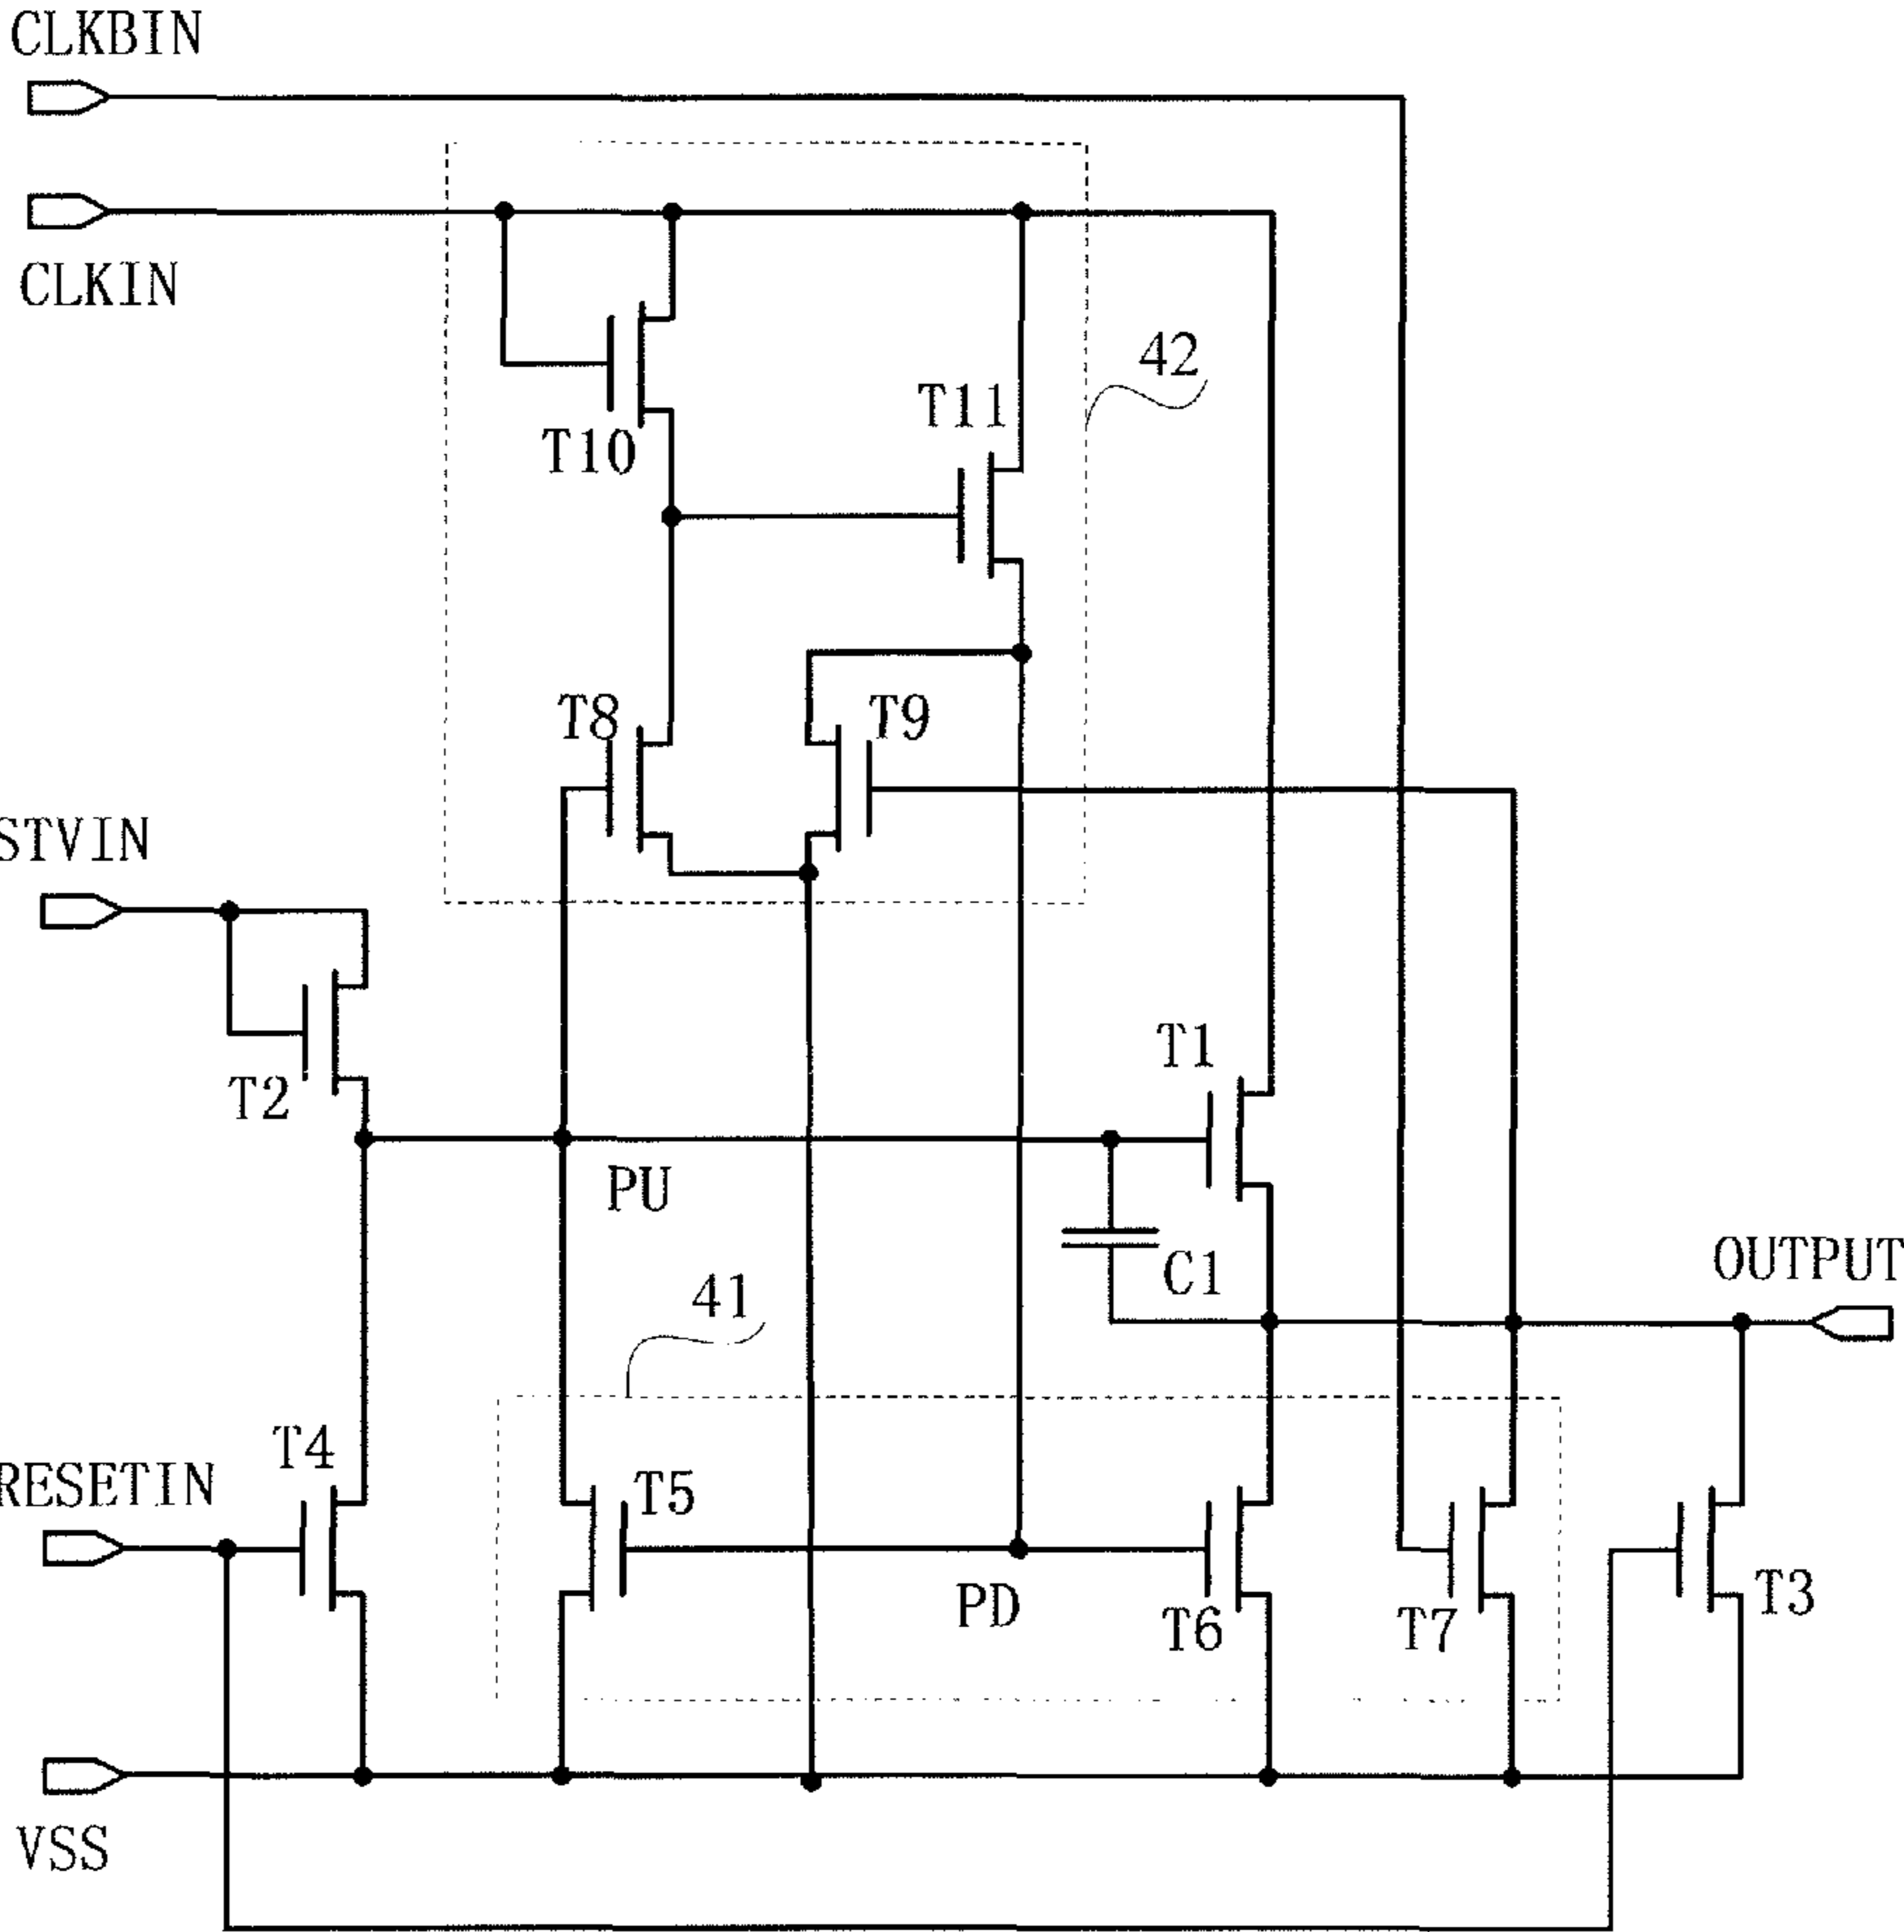 CLKBIN
CLKIN
42
T11
T10
T8
T9
STVIN
T1
T2
PU
C1
OUTPUT
41
T4
RESETIN
T5
PD
T6
T7
T3
VSS